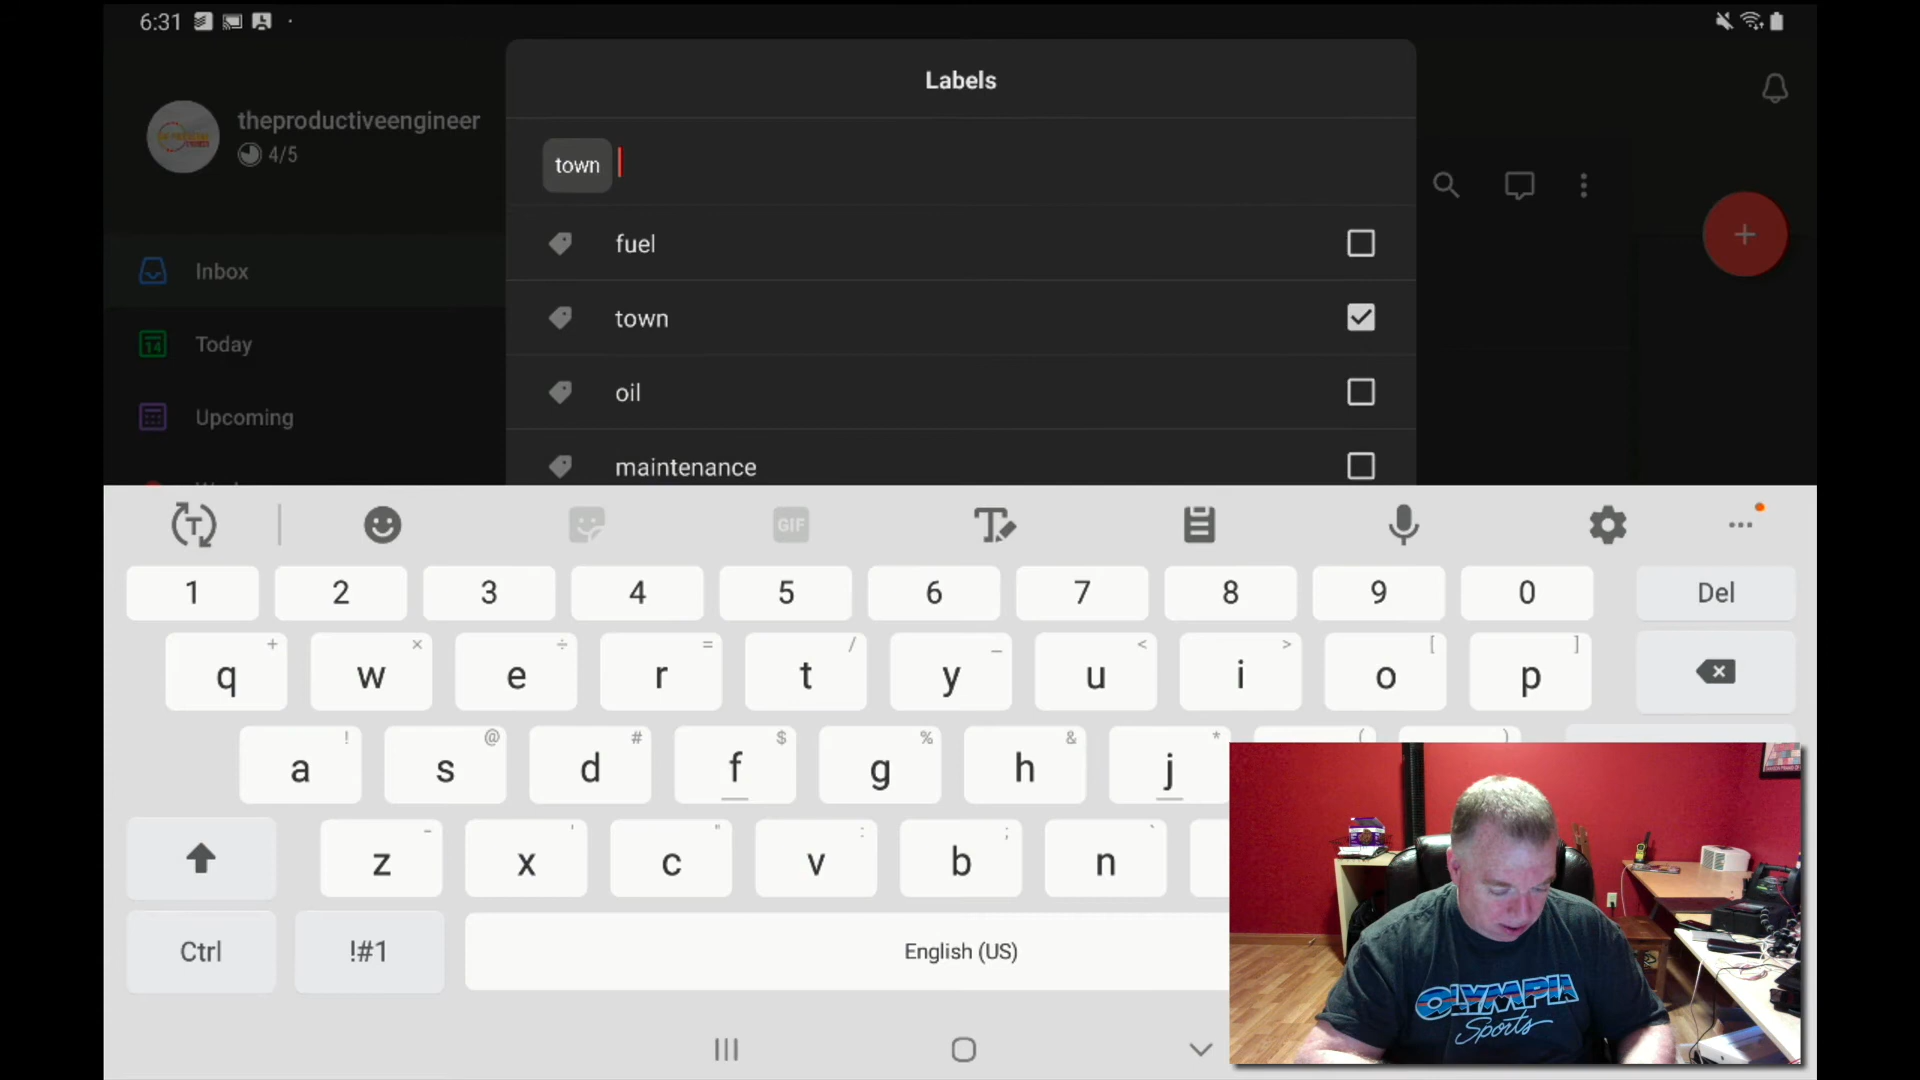 6:31
Labels
theproductiveengineer
4/5
town
fuel
Inbox
town
Today
14
oil
Upcoming
maintenance
T
GIF
T
1 2 3 4 5 6 7 8 9 0 Del
+ × ÷ = / _ < > [ ]
q w e r t y u i o p
! @ # $ % & * ( )
a s d f g h j
- ' " : ; `
z x c v b n
Ctrl !#1 English (US)
OLYMPIA
Sports